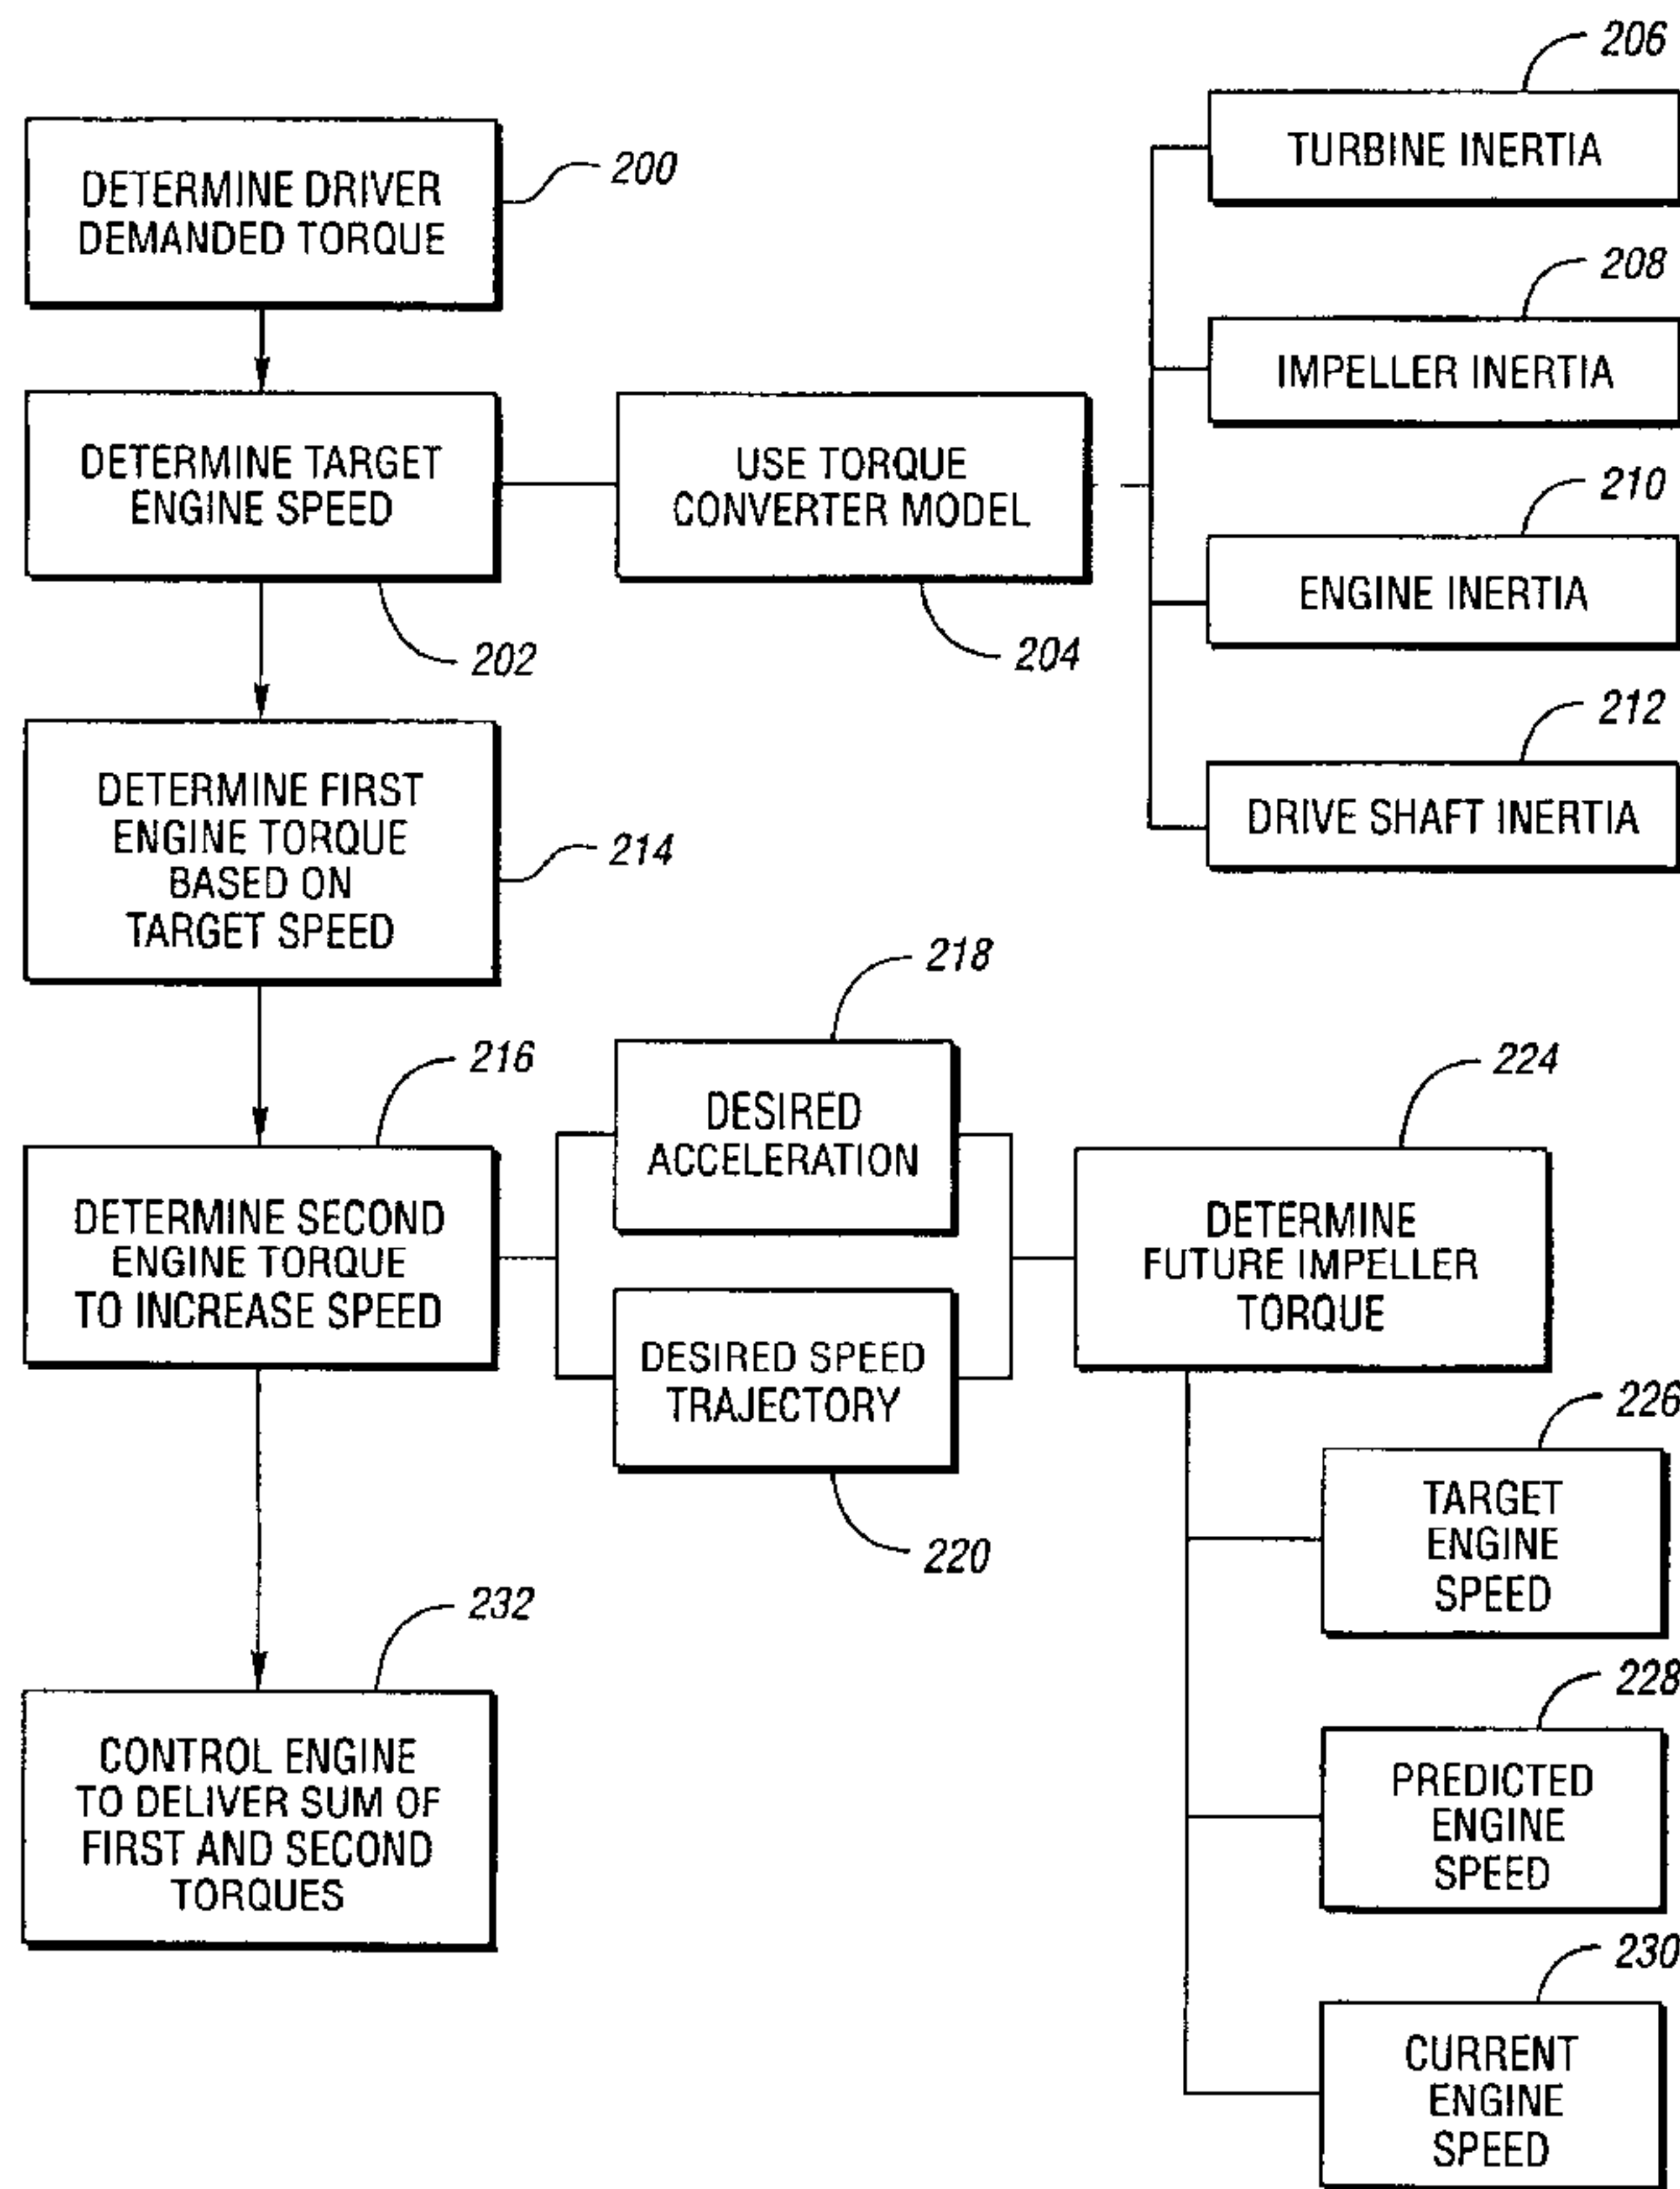 DETERMINE DRIVER
DEMANDED TORQUE
200
DETERMINE TARGET
ENGINE SPEED
202
USE TORQUE
CONVERTER MODEL
204
206
TURBINE INERTIA
208
IMPELLER INERTIA
210
ENGINE INERTIA
212
DRIVE SHAFT INERTIA
DETERMINE FIRST
ENGINE TORQUE
BASED ON
TARGET SPEED
214
216
DETERMINE SECOND
ENGINE TORQUE
TO INCREASE SPEED
218
DESIRED
ACCELERATION
DESIRED SPEED
TRAJECTORY
220
224
DETERMINE
FUTURE IMPELLER
TORQUE
226
TARGET
ENGINE
SPEED
228
PREDICTED
ENGINE
SPEED
230
CURRENT
ENGINE
SPEED
232
CONTROL ENGINE
TO DELIVER SUM OF
FIRST AND SECOND
TORQUES